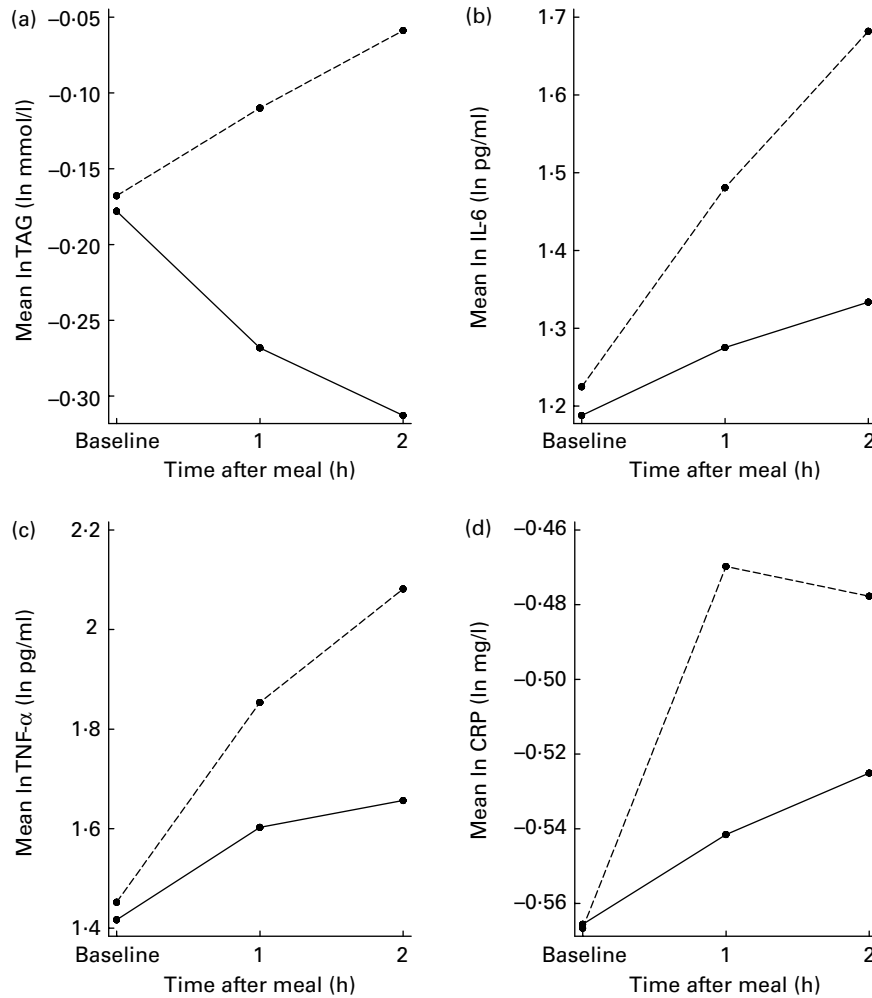 (a)
Mean ln TAG (ln mmol/l)
–0·05
–0·10
–0·15
–0·20
–0·25
–0·30
Baseline 1 2
Time after meal (h)
(b)
Mean ln IL-6 (ln pg/ml)
1·7
1·6
1·5
1·4
1·3
1·2
Baseline 1 2
Time after meal (h)
(c)
Mean ln TNF-α (ln pg/ml)
2·2
2
1·8
1·6
1·4
Baseline 1 2
Time after meal (h)
(d)
Mean ln CRP (ln mg/l)
–0·46
–0·48
–0·50
–0·52
–0·54
–0·56
Baseline 1 2
Time after meal (h)